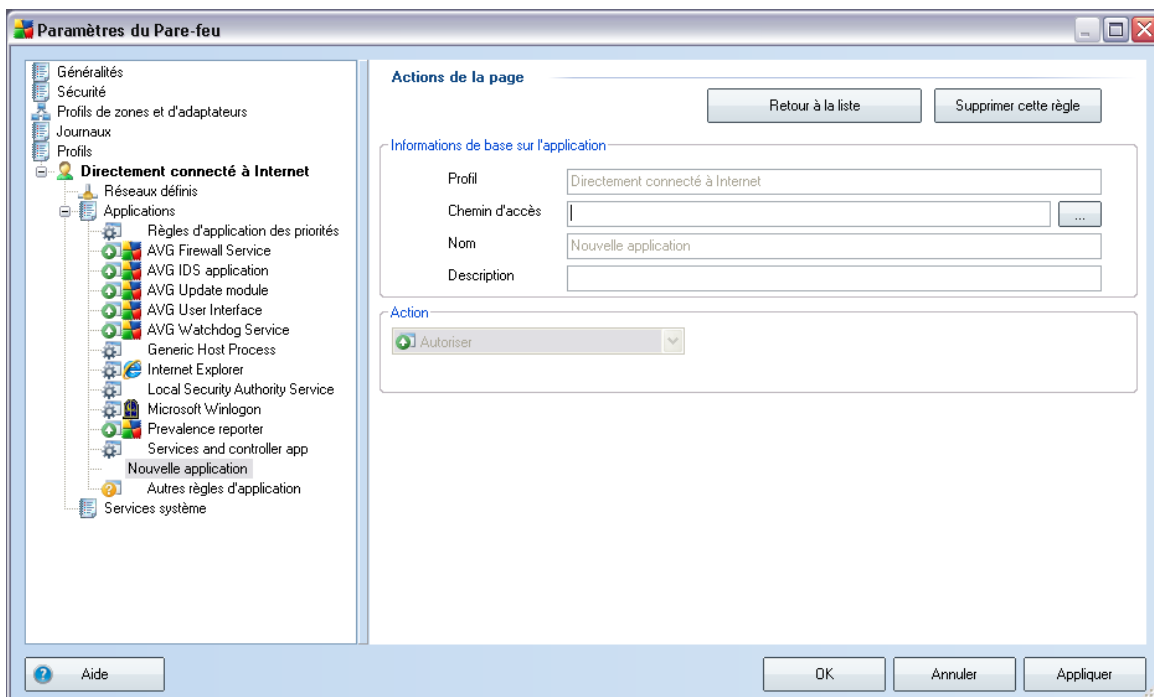 Paramètres du Pare-feu
Généralités
Sécurité
Profils de zones et d'adaptateurs
Journaux
Profils
Directement connecté à Internet
Réseaux définis
Applications
Règles d'application des priorités
AVG Firewall Service
AVG IDS application
AVG Update module
AVG User Interface
AVG Watchdog Service
Generic Host Process
Internet Explorer
Local Security Authority Service
Microsoft Winlogon
Prevalence reporter
Services and controller app
Nouvelle application
Autres règles d'application
Services système
Actions de la page
Retour à la liste
Supprimer cette règle
Informations de base sur l'application
Profil
Directement connecté à Internet
Chemin d'accès
...
Nom
Nouvelle application
Description
Action
Autoriser
Aide
OK
Annuler
Appliquer